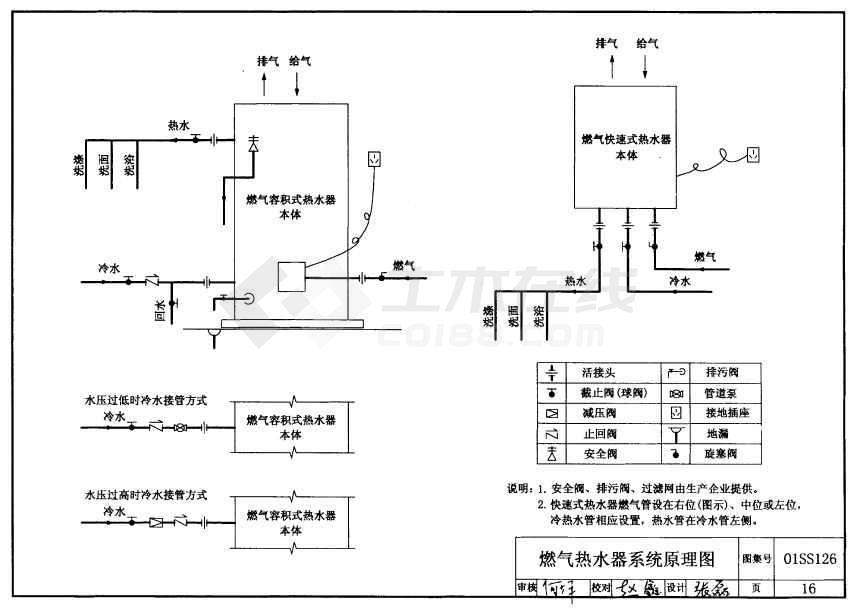 排气 给气
热水
洗涤 洗面 洗浴
燃气容积式热水器
本体
冷水
回水
燃气
排气 给气
燃气快速式热水器
本体
燃气
热水
冷水
洗涤 洗面 洗浴
土木在线
COI88.COM
水压过低时冷水接管方式
冷水
燃气容积式热水器
本体
水压过高时冷水接管方式
冷水
燃气容积式热水器
本体
活接头 排污阀
截止阀(球阀) 管道泵
减压阀 接地插座
止回阀 地漏
安全阀 旋塞阀
说明: 1. 安全阀、排污阀、过滤网由生产企业提供。
2. 快速式热水器燃气管设在右位(图示)、中位或左位,
冷热水管相应设置, 热水管在冷水管左侧。
燃气热水器系统原理图 图集号 01SS126
审核 校对 设计 页 16